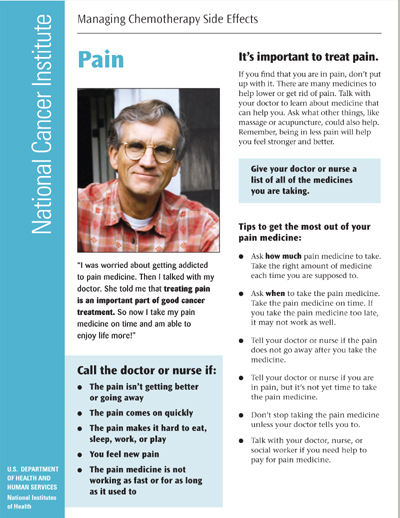 National Cancer Institute
Managing Chemotherapy Side Effects
Pain
"I was worried about getting addicted
to pain medicine. Then I talked with my
doctor. She told me that treating pain
is an important part of good cancer
treatment. So now I take my pain
medicine on time and am able to
enjoy life more!"
Call the doctor or nurse if:
● The pain isn't getting better
or going away
● The pain comes on quickly
● The pain makes it hard to eat,
sleep, work, or play
● You feel new pain
● The pain medicine is not
working as fast or for as long
as it used to
It's important to treat pain.
If you find that you are in pain, don't put
up with it. There are many medicines to
help lower or get rid of pain. Talk with
your doctor to learn about medicine that
can help you. Ask what other things, like
massage or acupuncture, could also help.
Remember, being in less pain will help
you feel stronger and better.
Give your doctor or nurse a
list of all of the medicines
you are taking.
Tips to get the most out of your
pain medicine:
● Ask how much pain medicine to take.
Take the right amount of medicine
each time you are supposed to.
● Ask when to take the pain medicine.
Take the pain medicine on time. If
you take the pain medicine too late,
it may not work as well.
● Tell your doctor or nurse if the pain
does not go away after you take the
medicine.
● Tell your doctor or nurse if you are
in pain, but it's not yet time to take
the pain medicine.
● Don't stop taking the pain medicine
unless your doctor tells you to.
● Talk with your doctor, nurse, or
social worker if you need help to
pay for pain medicine.
U.S. DEPARTMENT
OF HEALTH AND
HUMAN SERVICES
National Institutes
of Health